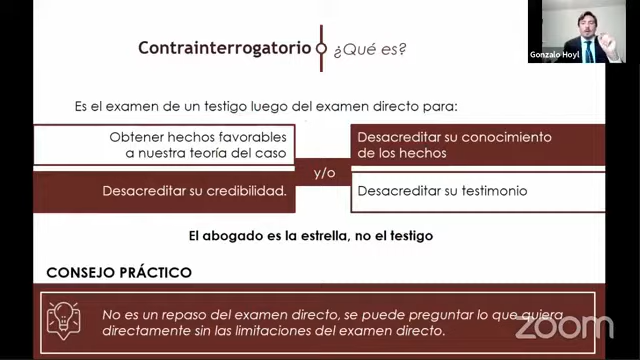 Contrainterrogatorio ¿Qué es?
Gonzalo Hoyl
Es el examen de un testigo luego del examen directo para:
Obtener hechos favorables
a nuestra teoría del caso
Desacreditar su conocimiento
de los hechos
y/o
Desacreditar su credibilidad.
Desacreditar su testimonio
El abogado es la estrella, no el testigo
CONSEJO PRÁCTICO
No es un repaso del examen directo, se puede preguntar lo que quiera
directamente sin las limitaciones del examen directo.
zoom